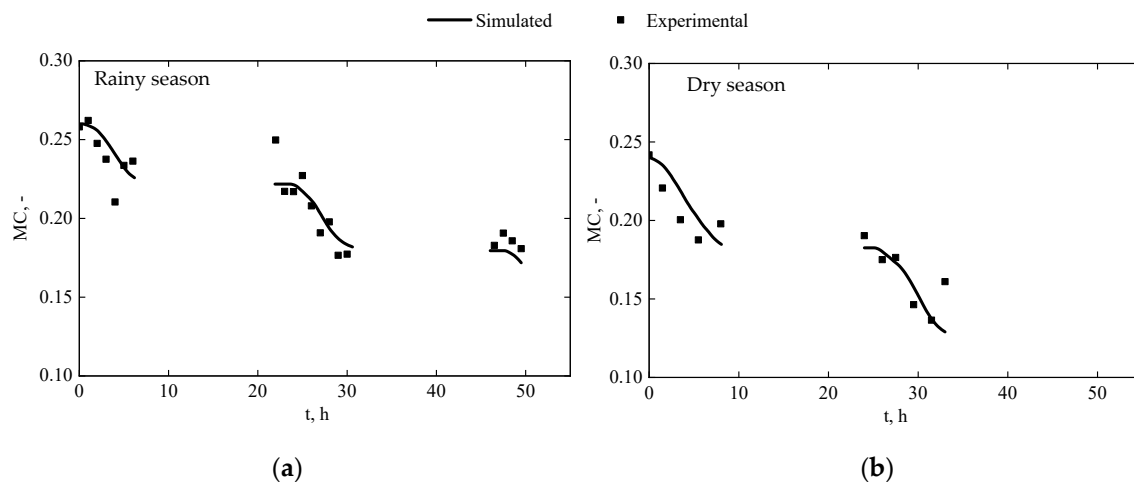 Simulated Experimental
Rainy season
0.30
0.25
0.20
0.15
0.10
MC, -
0 10 20 30 40 50
t, h
(a)
Dry season
0.30
0.25
0.20
0.15
0.10
MC, -
0 10 20 30 40 50
t, h
(b)